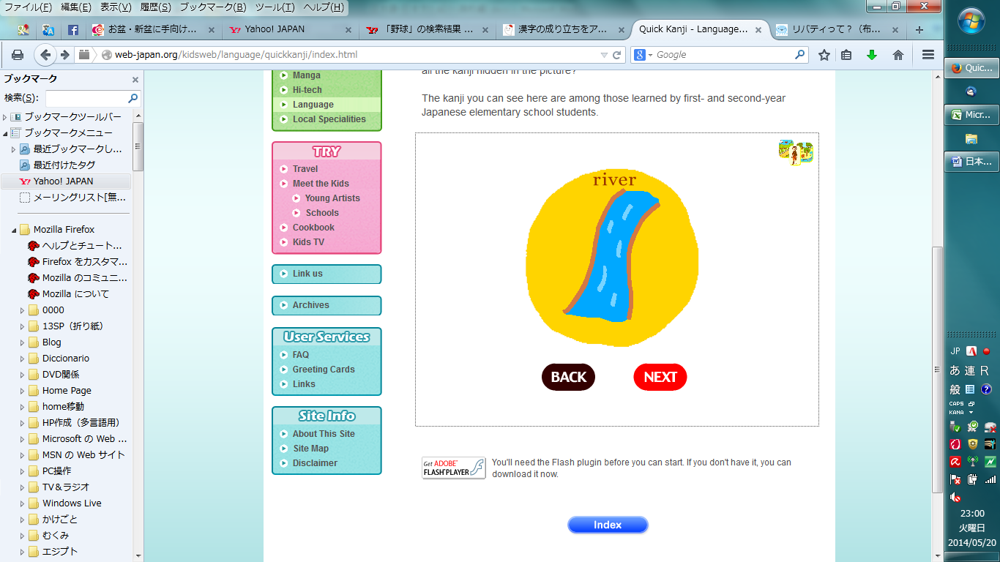 ファイル(F) 編集(E) 表示(V) 履歴(S) ブックマーク(B) ツール(T) ヘルプ(H)
お盆・新盆に手向け... Yahoo! JAPAN 「野球」の検索結果 ... 漢字の成り立ちをア... Quick Kanji - Language... リバティって？（布...
web-japan.org/kidsweb/language/quickkanji/index.html Google
ブックマーク
検索(S):
ブックマークツールバー
ブックマークメニュー
最近ブックマークし...
最近付けたタグ
Yahoo! JAPAN
メーリングリスト[無...
Mozilla Firefox
ヘルプとチュート...
Firefox をカスタマ...
Mozilla のコミュニ...
Mozilla について
0000
13SP（折り紙）
Blog
Diccionario
DVD関係
Home Page
home移動
HP作成（多言語用）
Microsoft の Web ...
MSN の Web サイト
PC操作
TV＆ラジオ
Windows Live
かけごと
むくみ
エジプト
Manga
Hi-tech
Language
Local Specialities
TRY
Travel
Meet the Kids
Young Artists
Schools
Cookbook
Kids TV
Link us
Archives
User Services
FAQ
Greeting Cards
Links
Site Info
About This Site
Site Map
Disclaimer
all the kanji hidden in the picture?
The kanji you can see here are among those learned by first- and second-year
Japanese elementary school students.
river
BACK NEXT
Get ADOBE FLASH PLAYER
You'll need the Flash plugin before you can start. If you don't have it, you can
download it now.
Index
Quic...
Micr...
日本...
JP
あ 連 R
般
CAPS
KANA
23:00
火曜日
2014/05/20